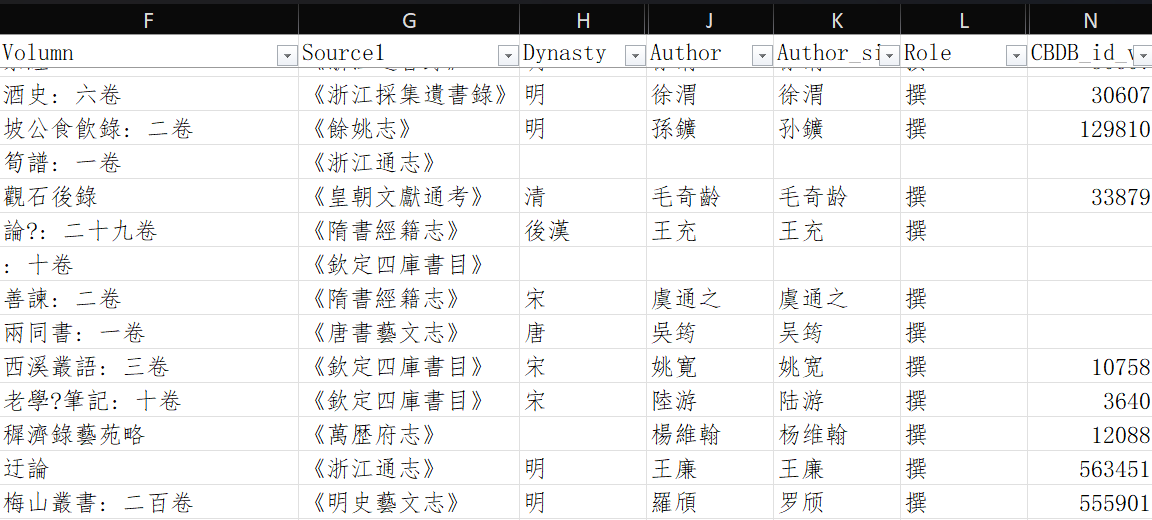 F G H J K L N
Volumn Source1 Dynasty Author Author_si Role CBDB_id_v
酒史: 六卷 《浙江採集遺書錄》 明 徐渭 徐渭 撰 30607
坡公食飲錄: 二卷 《餘姚志》 明 孫鑛 孙鑛 撰 129810
筍譜: 一卷 《浙江通志》
觀石後錄 《皇朝文獻通考》 清 毛奇齡 毛奇龄 撰 33879
論?: 二十九卷 《隋書經籍志》 後漢 王充 王充 撰
: 十卷 《欽定四庫書目》
善諫: 二卷 《隋書經籍志》 宋 虞通之 虞通之 撰
兩同書: 一卷 《唐書藝文志》 唐 吳筠 吴筠 撰
西溪叢語: 三卷 《欽定四庫書目》 宋 姚寬 姚宽 撰 10758
老學?筆記: 十卷 《欽定四庫書目》 宋 陸游 陆游 撰 3640
穉濟錄藝苑略 《萬歷府志》 楊維翰 杨维翰 撰 12088
迂論 《浙江通志》 明 王廉 王廉 撰 563451
梅山叢書: 二百卷 《明史藝文志》 明 羅頎 罗颀 撰 555901